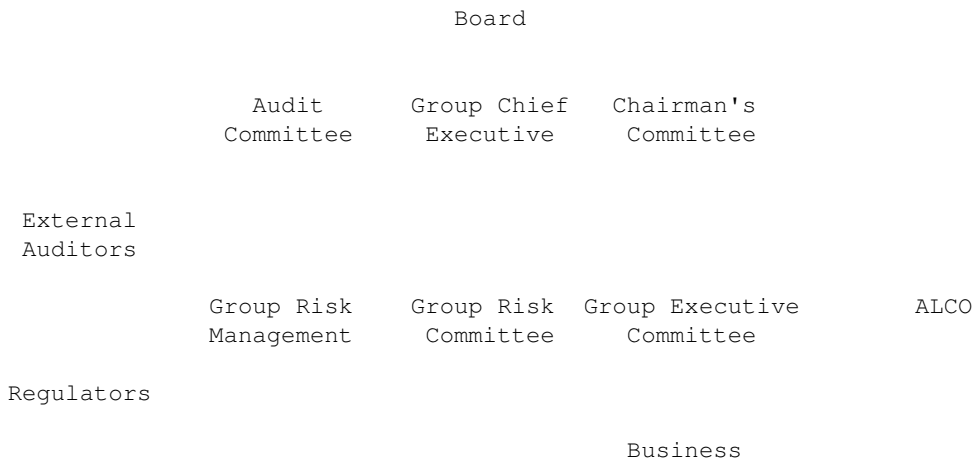 Board
Audit Group Chief Chairman's
Committee Executive Committee
External
Auditors
Group Risk Group Risk Group Executive ALCO
Management Committee Committee
Regulators
Business